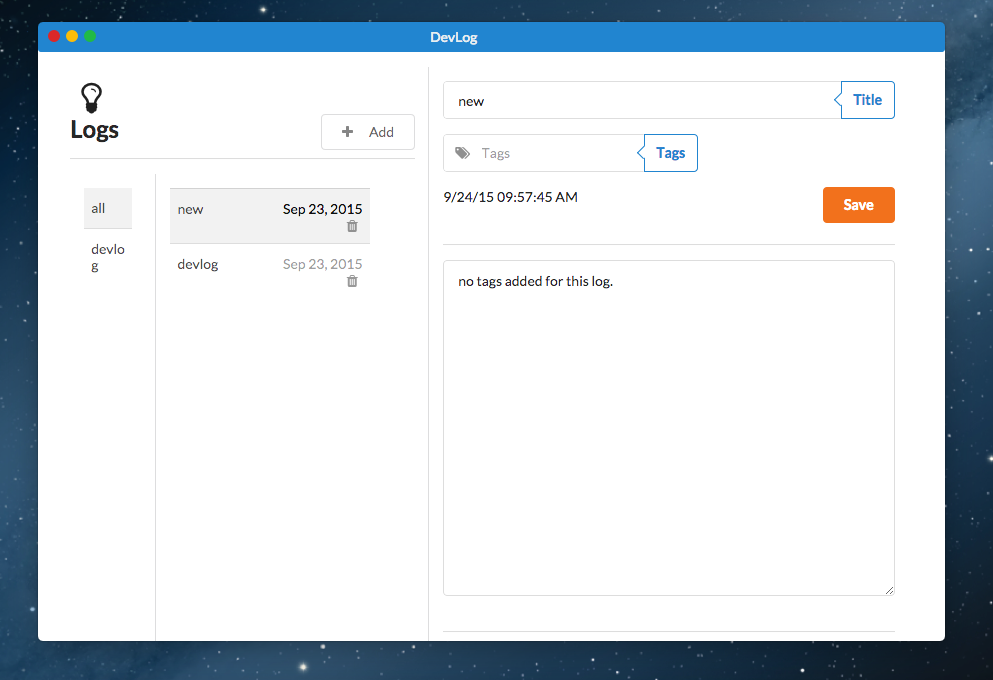 DevLog
Logs
Add
all
devlo
g
new Sep 23, 2015
devlog Sep 23, 2015
new Title
Tags Tags
9/24/15 09:57:45 AM
Save
no tags added for this log.